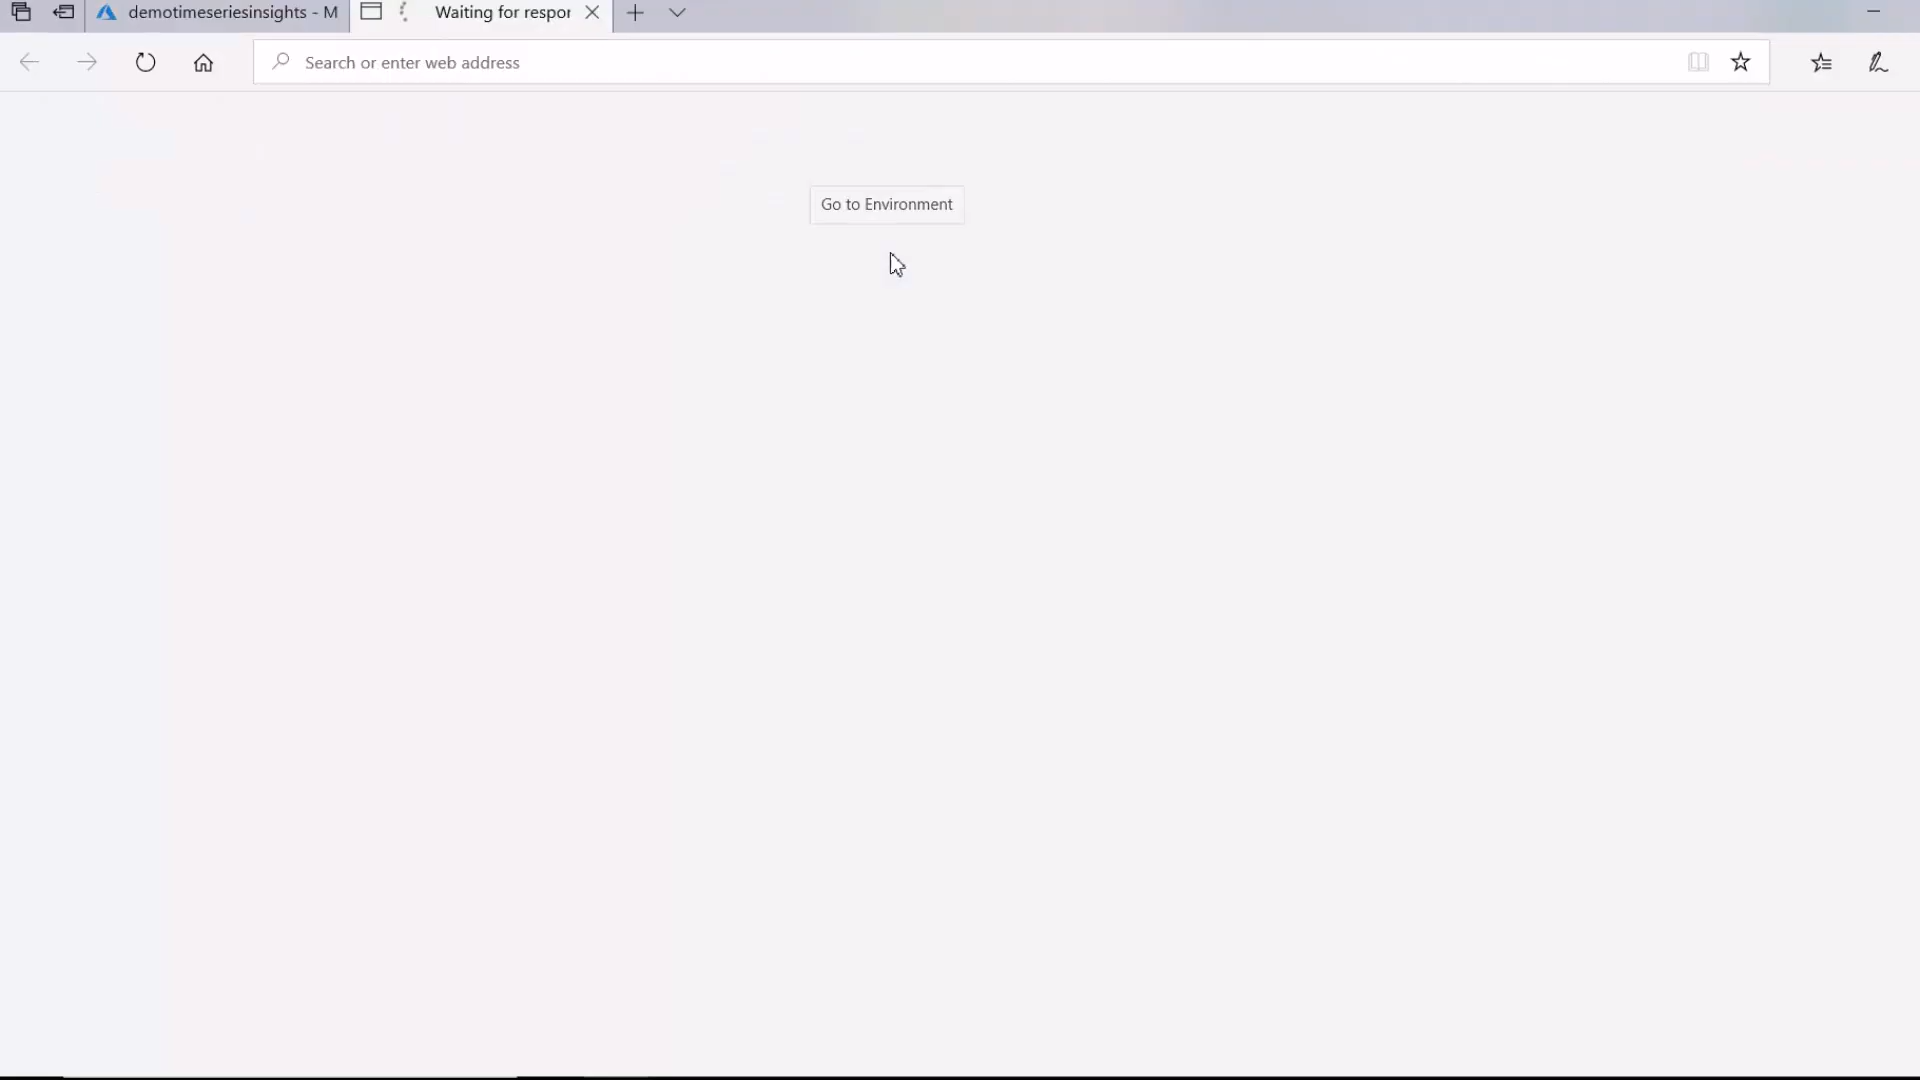 demotimeseriesinsights - M
Waiting for respor
Search or enter web address
Go to Environment